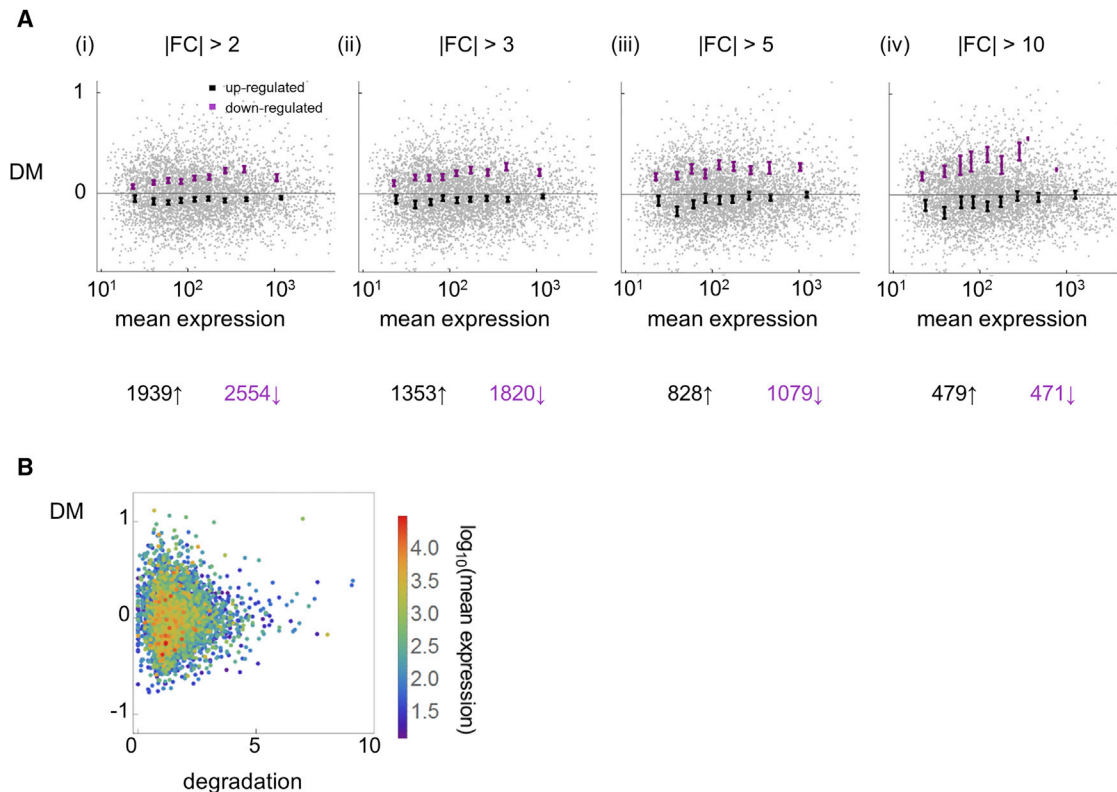 A
(i) |FC| > 2 (ii) |FC| > 3 (iii) |FC| > 5 (iv) |FC| > 10
up-regulated
down-regulated
DM
1
0
10¹ 10² 10³ 10¹ 10² 10³ 10¹ 10² 10³ 10¹ 10² 10³
mean expression mean expression mean expression mean expression
1939↑ 2554↓ 1353↑ 1820↓ 828↑ 1079↓ 479↑ 471↓
B
DM
1
0
-1
0 5 10
degradation
4.0
3.5
3.0
2.5
2.0
1.5
log₁₀(mean expression)